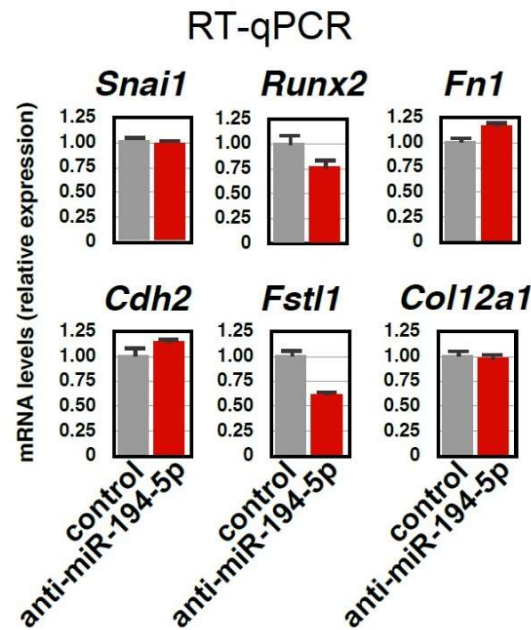 RT-qPCR
Snai1 Runx2 Fn1
mRNA levels (relative expression)
1.25 1.25 1.25
1.00 1.00 1.00
0.75 0.75 0.75
0.50 0.50 0.50
0.25 0.25 0.25
0 0 0
Cdh2 Fstl1 Col12a1
1.25 1.25 1.25
1.00 1.00 1.00
0.75 0.75 0.75
0.50 0.50 0.50
0.25 0.25 0.25
0 0 0
control control control
anti-miR-194-5p anti-miR-194-5p anti-miR-194-5p